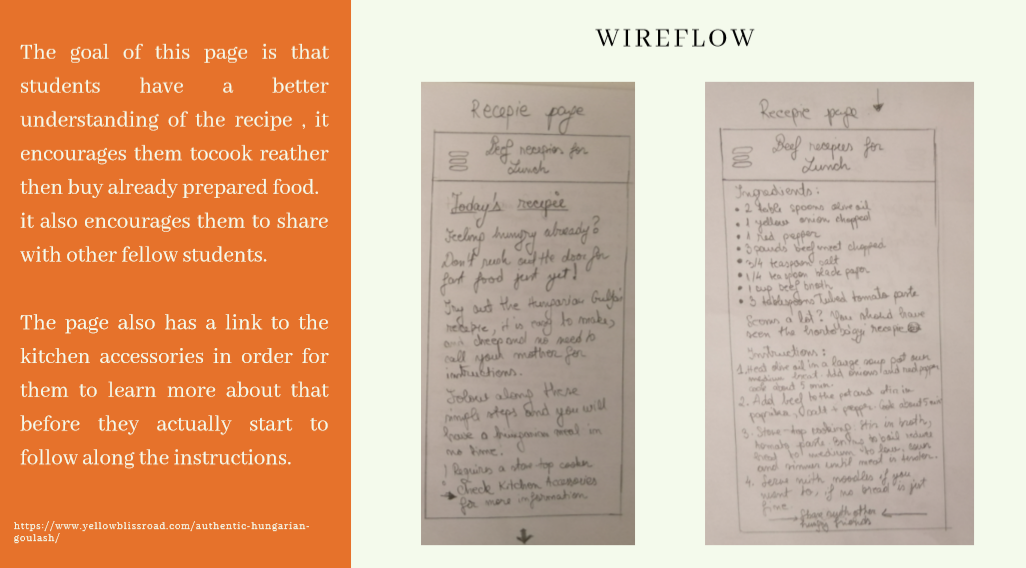 The goal of this page is that
students have a better
understanding of the recipe , it
encourages them tocook reather
then buy already prepared food.
it also encourages them to share
with other fellow students.
The page also has a link to the
kitchen accessories in order for
them to learn more about that
before they actually start to
follow along the instructions.
https://www.yellowblissroad.com/authentic-hungarian-
goulash/
WIREFLOW
Recepie page
Beef recepies for
Lunch
Today's recepie
Feeling hungry already?
Don't rush out the door for
fast food just yet!
Try out the Hungarian
recepie, it is easy to make,
and cheep and no need to
call your mother for
instructions.
Follow along these
simple steps and you will
have a hungarian meal in
no time.
! Requires a stove top cooker
Check Kitchen Accessories
for more information
Recepie page
Beef recepies for
Lunch
Ingredients:
• 2 table spoons olive oil
• 1 yellow onion chopped
• 1 red pepper
• 3 pounds beef meet chopped
• 3/4 teaspoon salt
• 1/4 teaspoon black
• 1 cup beef broth
• 3 tablespoons tomato paste
a lot? You should have
seen the recepie
Instructions:
1. Heat olive oil in a large soup pot over
medium heat. Add onions and red pepper
cook about 5 min.
2. Add beef to the pot and stir in
paprika, salt + pepper. Cook about 5 min
3. Stove-top cooking. Stir in broth,
tomato paste. Bring to boil
heat to medium to low, cover
and simmer until meat is tender.
4. Serve with noodles if you
want to, if no bread is just
fine
Share with other
hungry friends